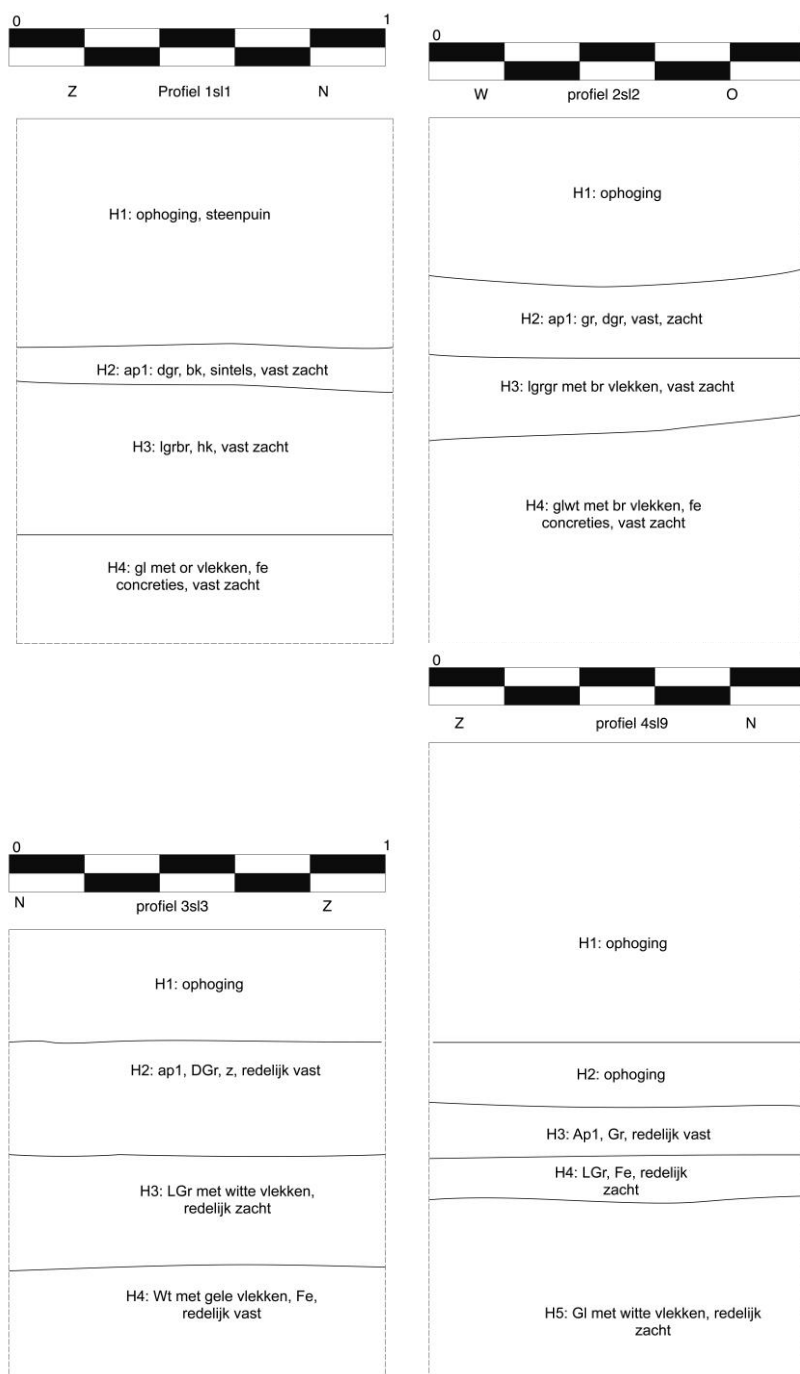 0 1
Z Profiel 1sl1 N
H1: ophoging, steenpuin
H2: ap1: dgr, bk, sintels, vast zacht
H3: lgrbr, hk, vast zacht
H4: gl met or vlekken, fe
concreties, vast zacht
0
W profiel 2sl2 O
H1: ophoging
H2: ap1: gr, dgr, vast, zacht
H3: lgrgr met br vlekken, vast zacht
H4: glwt met br vlekken, fe
concreties, vast zacht
0 1
N profiel 3sl3 Z
H1: ophoging
H2: ap1, DGr, z, redelijk vast
H3: LGr met witte vlekken,
redelijk zacht
H4: Wt met gele vlekken, Fe,
redelijk vast
0
Z profiel 4sl9 N
H1: ophoging
H2: ophoging
H3: Ap1, Gr, redelijk vast
H4: LGr, Fe, redelijk
zacht
H5: Gl met witte vlekken, redelijk
zacht